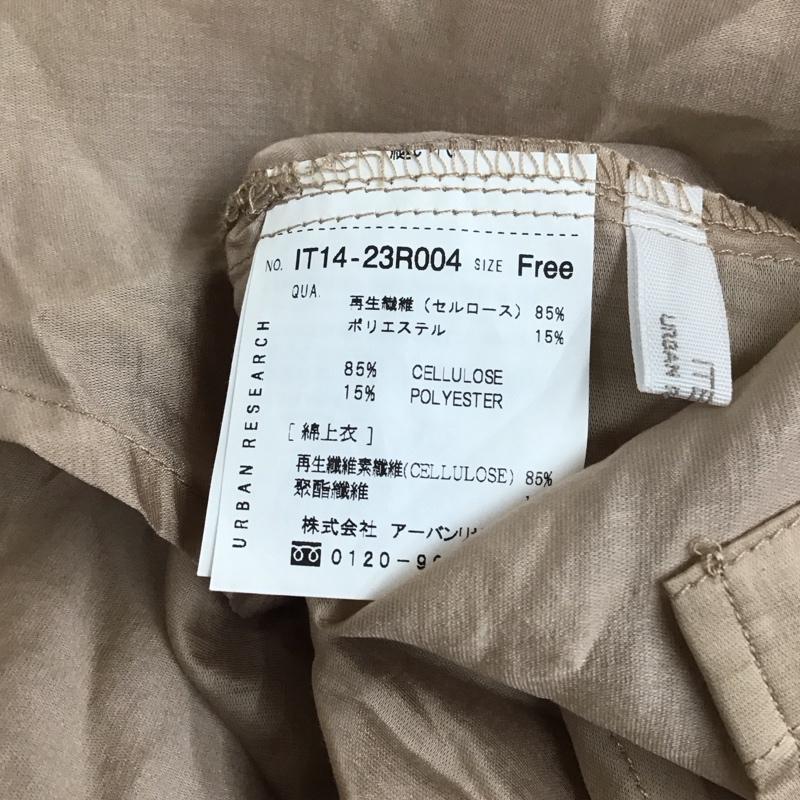 NO. IT14-23R004 SIZE Free
QUA.
再生繊維(セルロース) 85%
ポリエステル 15%
85% CELLULOSE
15% POLYESTER
[綿上衣]
再生纖維素纖維(CELLULOSE) 85%
聚酯纖維
株式会社 アーバンリ
0120-9
URBAN RESEARCH
URBAN